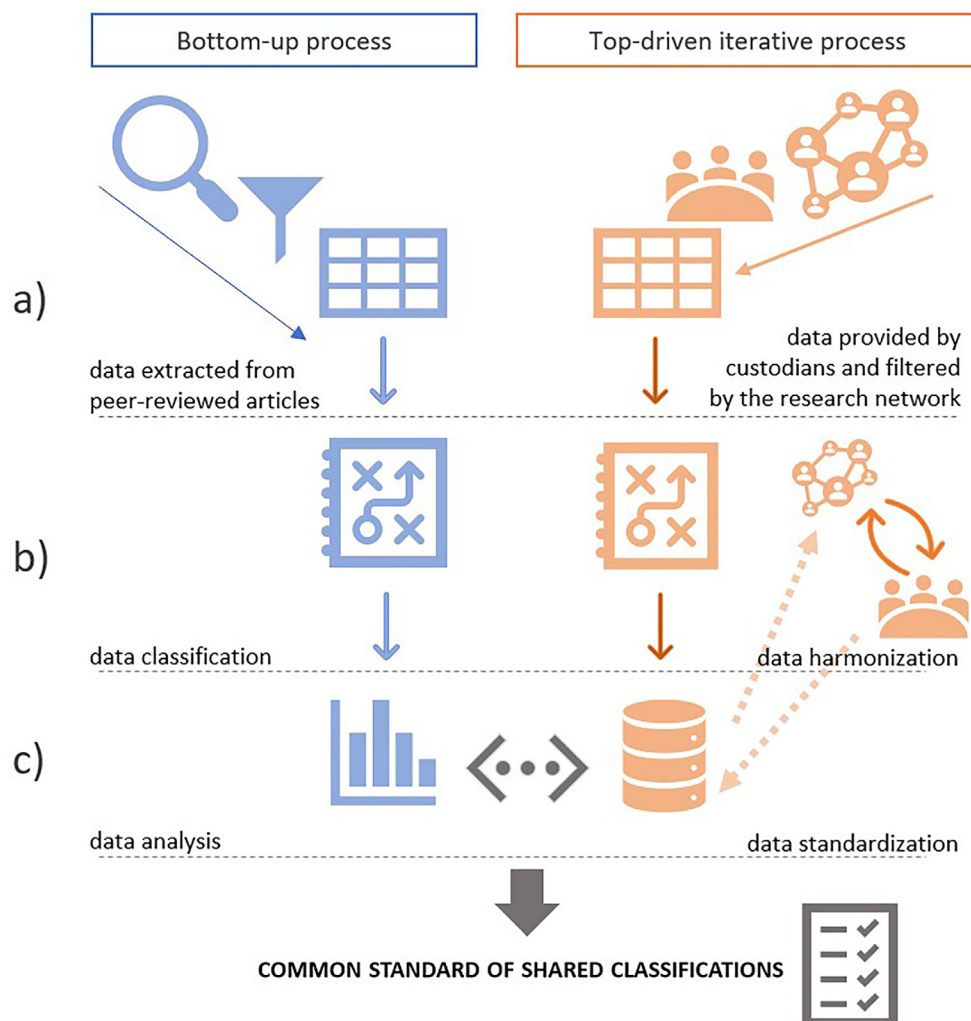 Bottom-up process
Top-driven iterative process
a)
data extracted from
peer-reviewed articles
data provided by
custodians and filtered
by the research network
b)
data classification
data harmonization
c)
data analysis
data standardization
COMMON STANDARD OF SHARED CLASSIFICATIONS